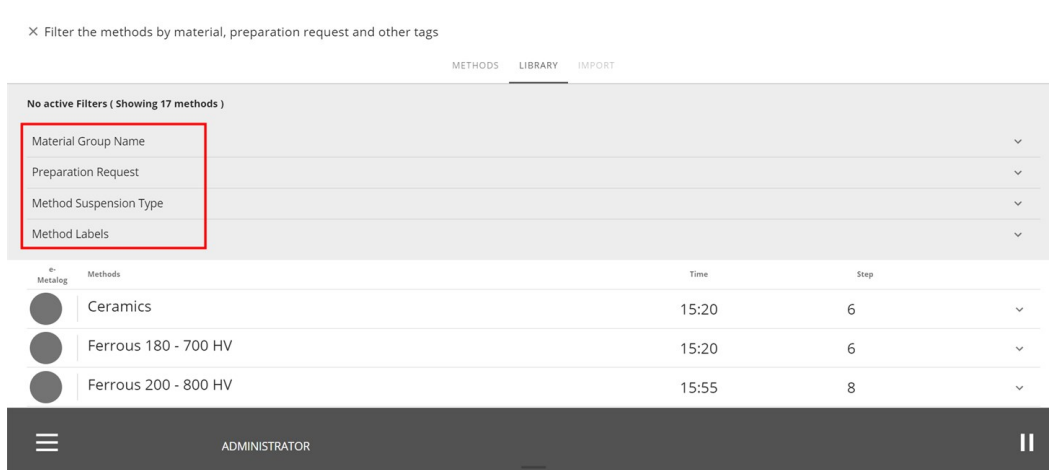 × Filter the methods by material, preparation request and other tags
METHODS LIBRARY IMPORT
No active Filters ( Showing 17 methods )
Material Group Name
Preparation Request
Method Suspension Type
Method Labels
e-Metalog Methods Time Step
Ceramics 15:20 6
Ferrous 180 - 700 HV 15:20 6
Ferrous 200 - 800 HV 15:55 8
ADMINISTRATOR